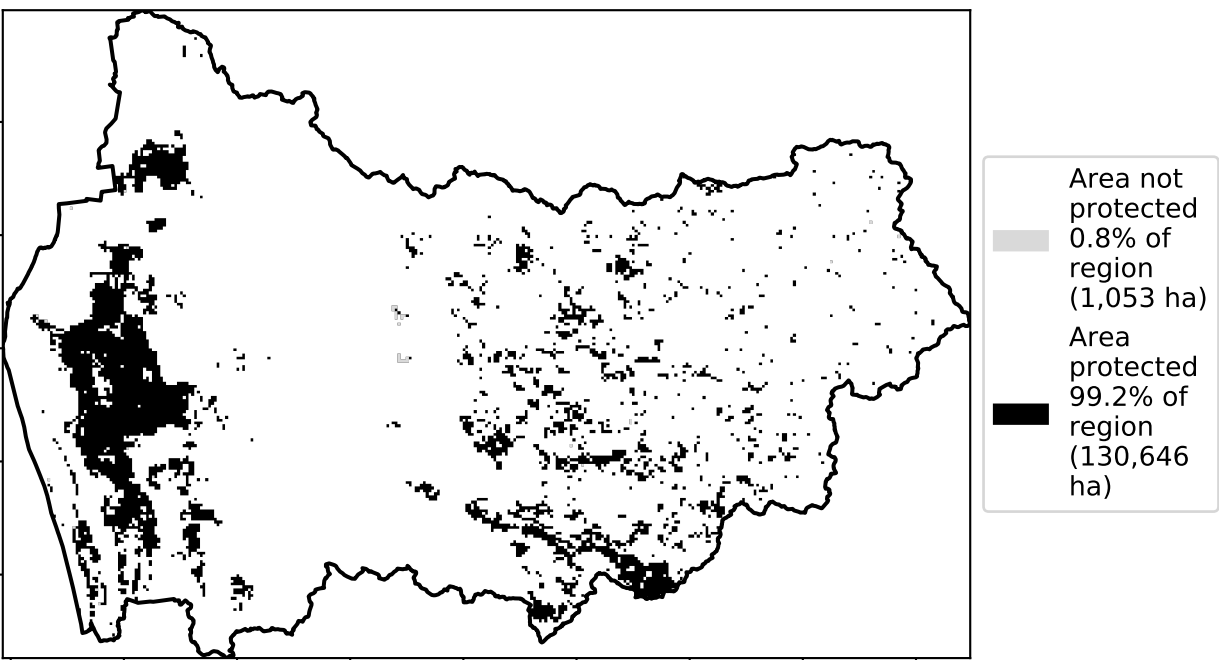 Area not
protected
0.8% of
region
(1,053 ha)
Area
protected
99.2% of
region
(130,646
ha)